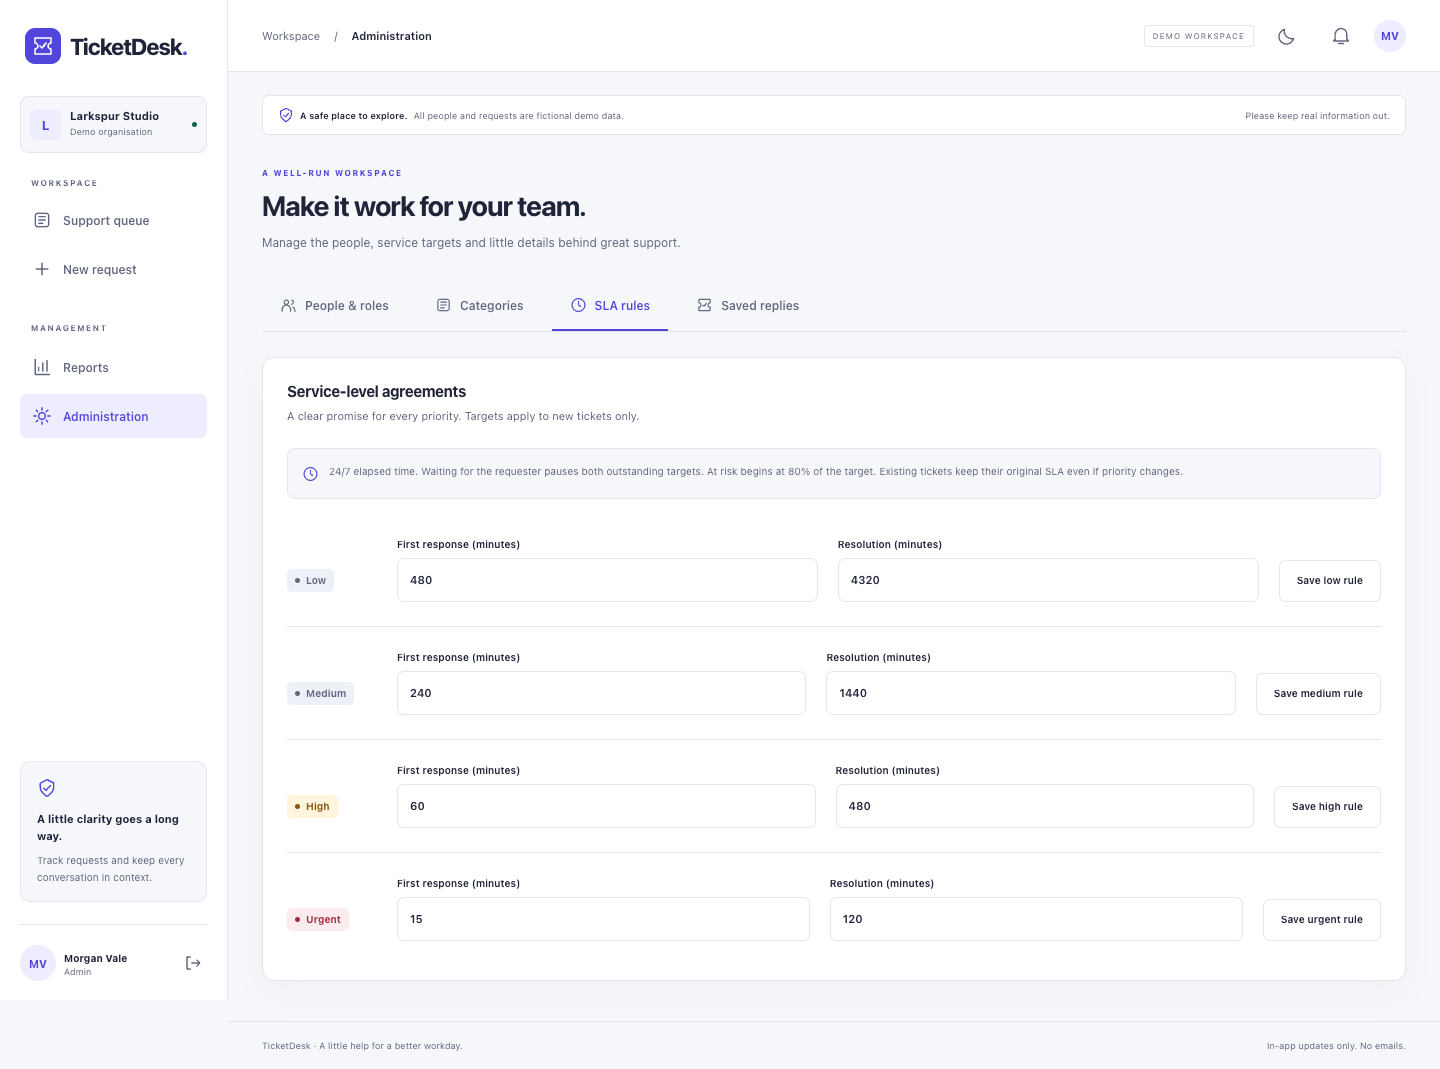 TicketDesk.
L
Larkspur Studio
Demo organisation
WORKSPACE
Support queue
New request
MANAGEMENT
Reports
Administration
A little clarity goes a long
way.
Track requests and keep every
conversation in context.
MV
Morgan Vale
Admin
Workspace / Administration
DEMO WORKSPACE
MV
A safe place to explore. All people and requests are fictional demo data.
Please keep real information out.
A WELL-RUN WORKSPACE
Make it work for your team.
Manage the people, service targets and little details behind great support.
People & roles
Categories
SLA rules
Saved replies
Service-level agreements
A clear promise for every priority. Targets apply to new tickets only.
24/7 elapsed time. Waiting for the requester pauses both outstanding targets. At risk begins at 80% of the target. Existing tickets keep their original SLA even if priority changes.
Low
First response (minutes)
480
Resolution (minutes)
4320
Save low rule
Medium
First response (minutes)
240
Resolution (minutes)
1440
Save medium rule
High
First response (minutes)
60
Resolution (minutes)
480
Save high rule
Urgent
First response (minutes)
15
Resolution (minutes)
120
Save urgent rule
TicketDesk · A little help for a better workday.
In-app updates only. No emails.